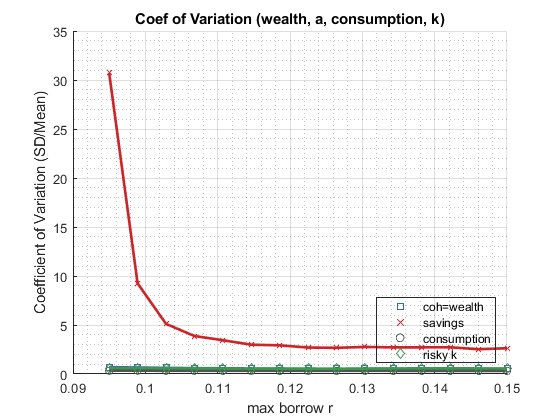 Coef of Variation (wealth, a, consumption, k)
Coefficient of Variation (SD/Mean)
35
30
25
20
15
10
5
0
coh=wealth
savings
consumption
risky k
0.09
0.1
0.11
0.12
0.13
0.14
0.15
max borrow r